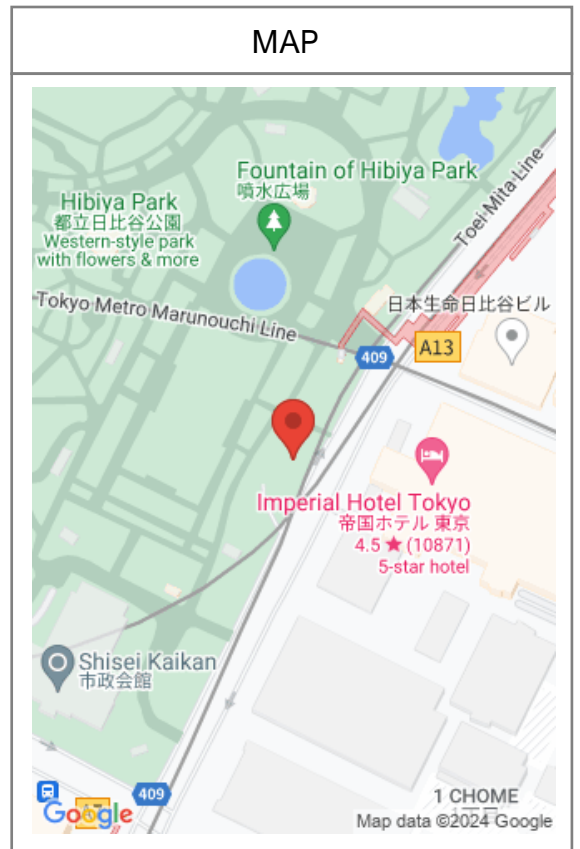 MAP
Fountain of Hibiya Park
噴水広場
Hibiya Park
都立日比谷公園
Western-style park
with flowers & more
Toei Mita Line
Tokyo Metro Marunouchi Line
日本生命日比谷ビル
409
A13
Imperial Hotel Tokyo
帝国ホテル 東京
4.5 ★ (10871)
5-star hotel
Shisei Kaikan
市政会館
409
1 CHOME
Google
Map data ©2024 Google